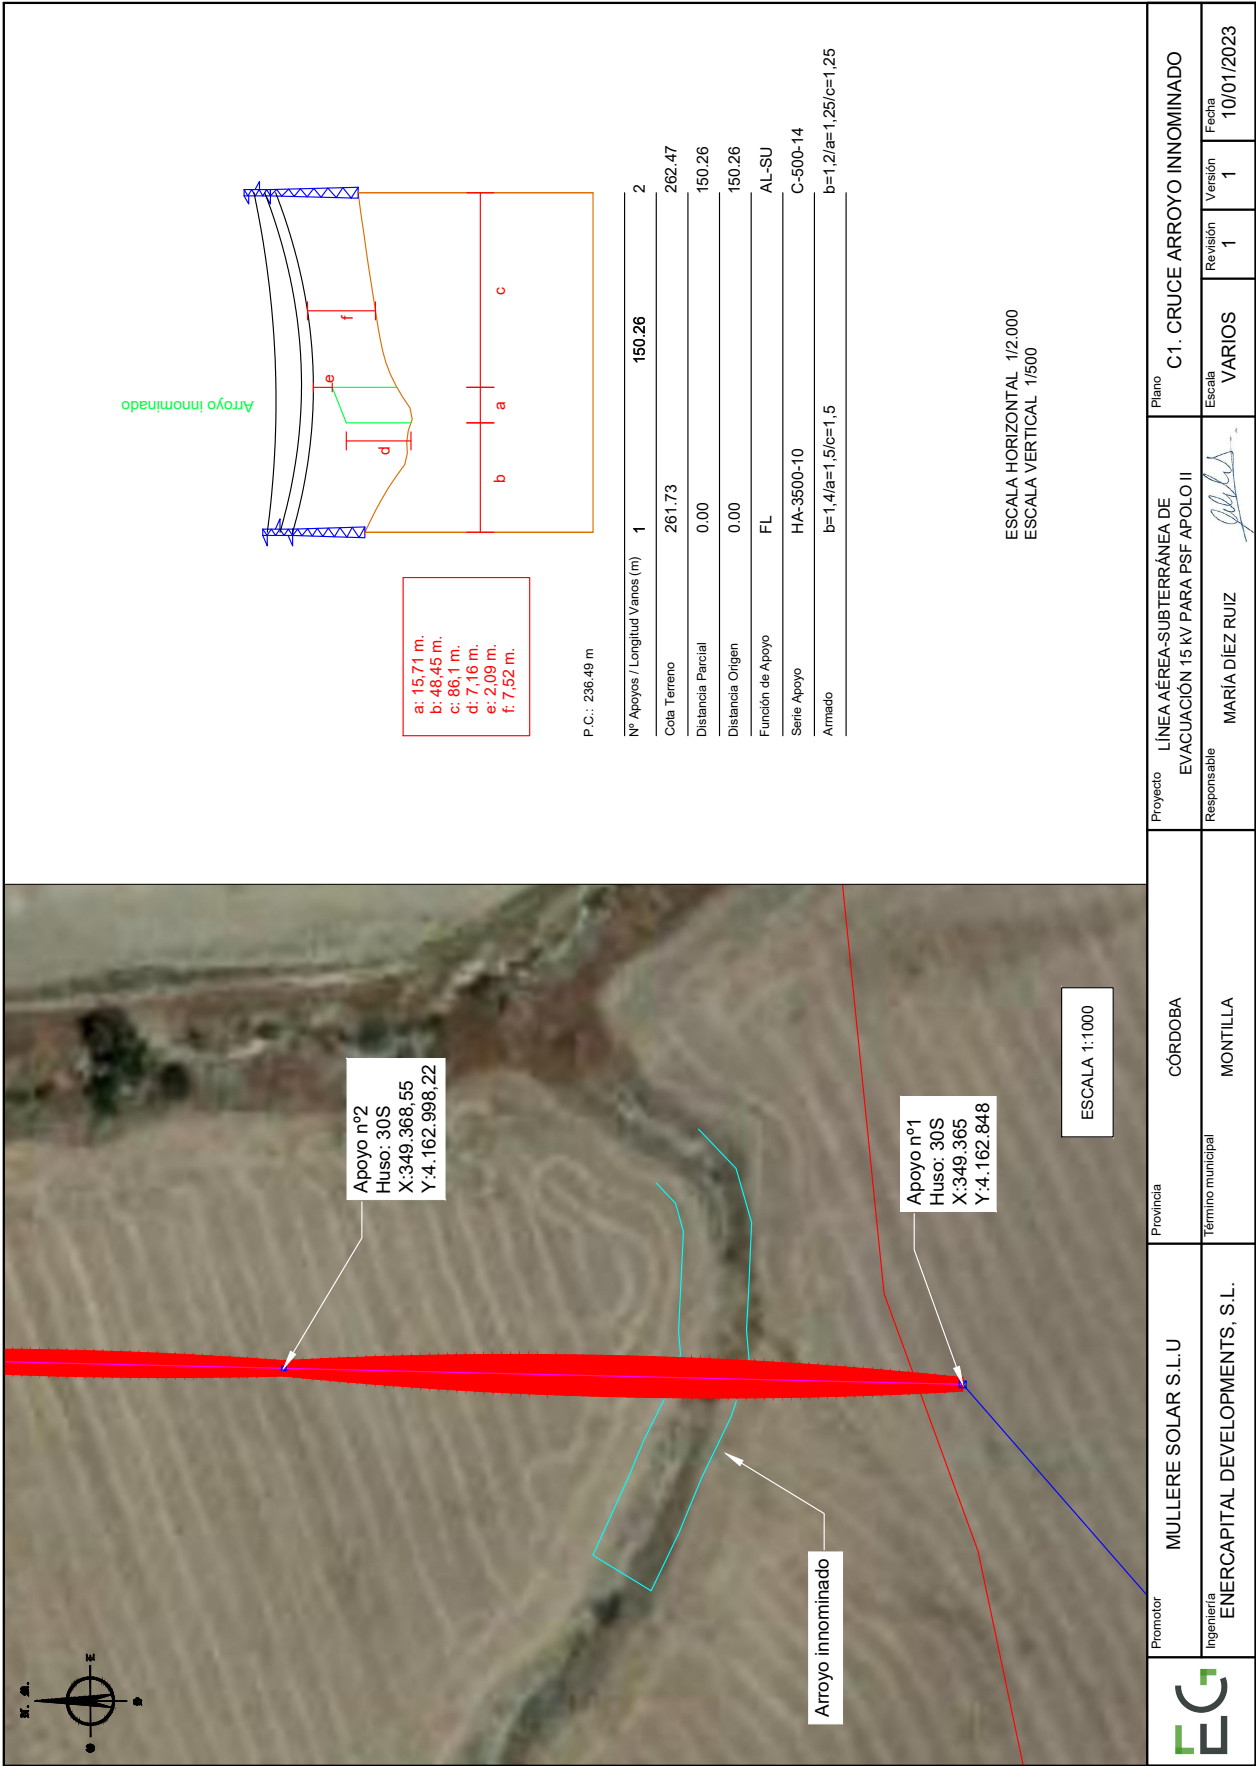 Arroyo innominado
a
b
c
d
e
f
a: 15,71 m.
b: 48,45 m.
c: 86,1 m.
d: 7,16 m.
e: 2,09 m.
f: 7,52 m.
P.C.: 236.49 m
Nº Apoyos / Longitud Vanos (m) 1 150.26 2
Cota Terreno 261.73 262.47
Distancia Parcial 0.00 150.26
Distancia Origen 0.00 150.26
Función de Apoyo FL AL-SU
Serie Apoyo HA-3500-10 C-500-14
Armado b=1,4/a=1,5/c=1,5 b=1,2/a=1,25/c=1,25
ESCALA HORIZONTAL 1/2.000
ESCALA VERTICAL 1/500
Apoyo nº2
Huso: 30S
X:349.368,55
Y:4.162.998,22
Apoyo nº1
Huso: 30S
X:349.365
Y:4.162.848
Arroyo innominado
ESCALA 1:1000
E
Promotor
MULLERE SOLAR S.L.U
Ingeniería
ENERCAPITAL DEVELOPMENTS, S.L.
Provincia
CÓRDOBA
Término municipal
MONTILLA
Proyecto
LÍNEA AÉREA-SUBTERRÁNEA DE
EVACUACIÓN 15 kV PARA PSF APOLO II
Responsable
MARÍA DÍEZ RUIZ
Plano
C1. CRUCE ARROYO INNOMINADO
Escala
VARIOS
Revisión
1
Versión
1
Fecha
10/01/2023